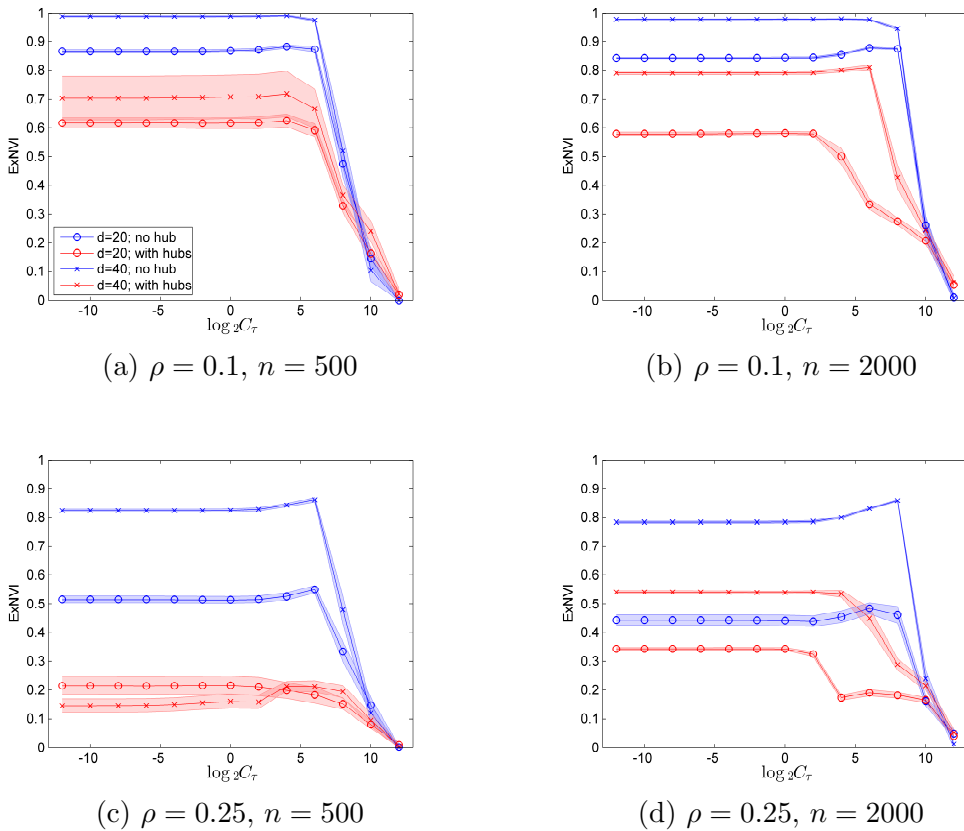 1
0.9
0.8
0.7
0.6
0.5
0.4
0.3
0.2
0.1
0
ExNVI
d=20; no hub
d=20; with hubs
d=40; no hub
d=40; with hubs
-10 -5 0 5 10
log ₂C_τ
(a) ρ = 0.1, n = 500
1
0.9
0.8
0.7
0.6
0.5
0.4
0.3
0.2
0.1
0
ExNVI
-10 -5 0 5 10
log ₂C_τ
(b) ρ = 0.1, n = 2000
1
0.9
0.8
0.7
0.6
0.5
0.4
0.3
0.2
0.1
0
ExNVI
-10 -5 0 5 10
log ₂C_τ
(c) ρ = 0.25, n = 500
1
0.9
0.8
0.7
0.6
0.5
0.4
0.3
0.2
0.1
0
ExNVI
-10 -5 0 5 10
log ₂C_τ
(d) ρ = 0.25, n = 2000